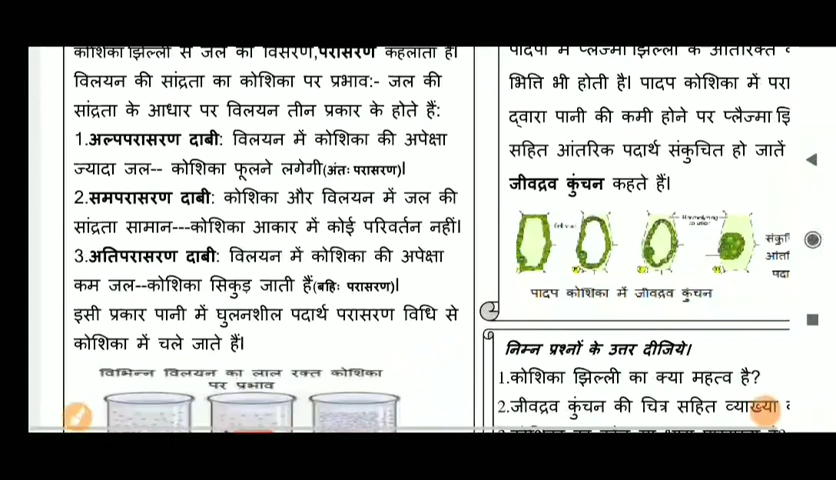 कोशिका झिल्ली से जल का विसरण,परासरण कहलाता है।
विलयन की सांद्रता का कोशिका पर प्रभाव:- जल की
सांद्रता के आधार पर विलयन तीन प्रकार के होते हैं:
1.अल्पपरासरण दाबी: विलयन में कोशिका की अपेक्षा
ज्यादा जल-- कोशिका फूलने लगेगी(अंतः परासरण)।
2.समपरासरण दाबी: कोशिका और विलयन में जल की
सांद्रता सामान---कोशिका आकार में कोई परिवर्तन नहीं।
3.अतिपरासरण दाबी: विलयन में कोशिका की अपेक्षा
कम जल--कोशिका सिकुड़ जाती हैं(बहिः परासरण)।
इसी प्रकार पानी में घुलनशील पदार्थ परासरण विधि से
कोशिका में चले जाते हैं।
विभिन्न विलयन का लाल रक्त कोशिका
पर प्रभाव
पादपों में प्लाज्मा झिल्ली के अतिरिक्त
भित्ति भी होती है। पादप कोशिका में परा
द्वारा पानी की कमी होने पर प्लैज्मा झि
सहित आंतरिक पदार्थ संकुचित हो जातें
जीवद्रव कुंचन कहते हैं।
संकुचि
आंत
पदा
पादप कोशिका में जीवद्रव कुंचन
निम्न प्रश्नों के उत्तर दीजिये।
1.कोशिका झिल्ली का क्या महत्व है?
2.जीवद्रव कुंचन की चित्र सहित व्याख्या